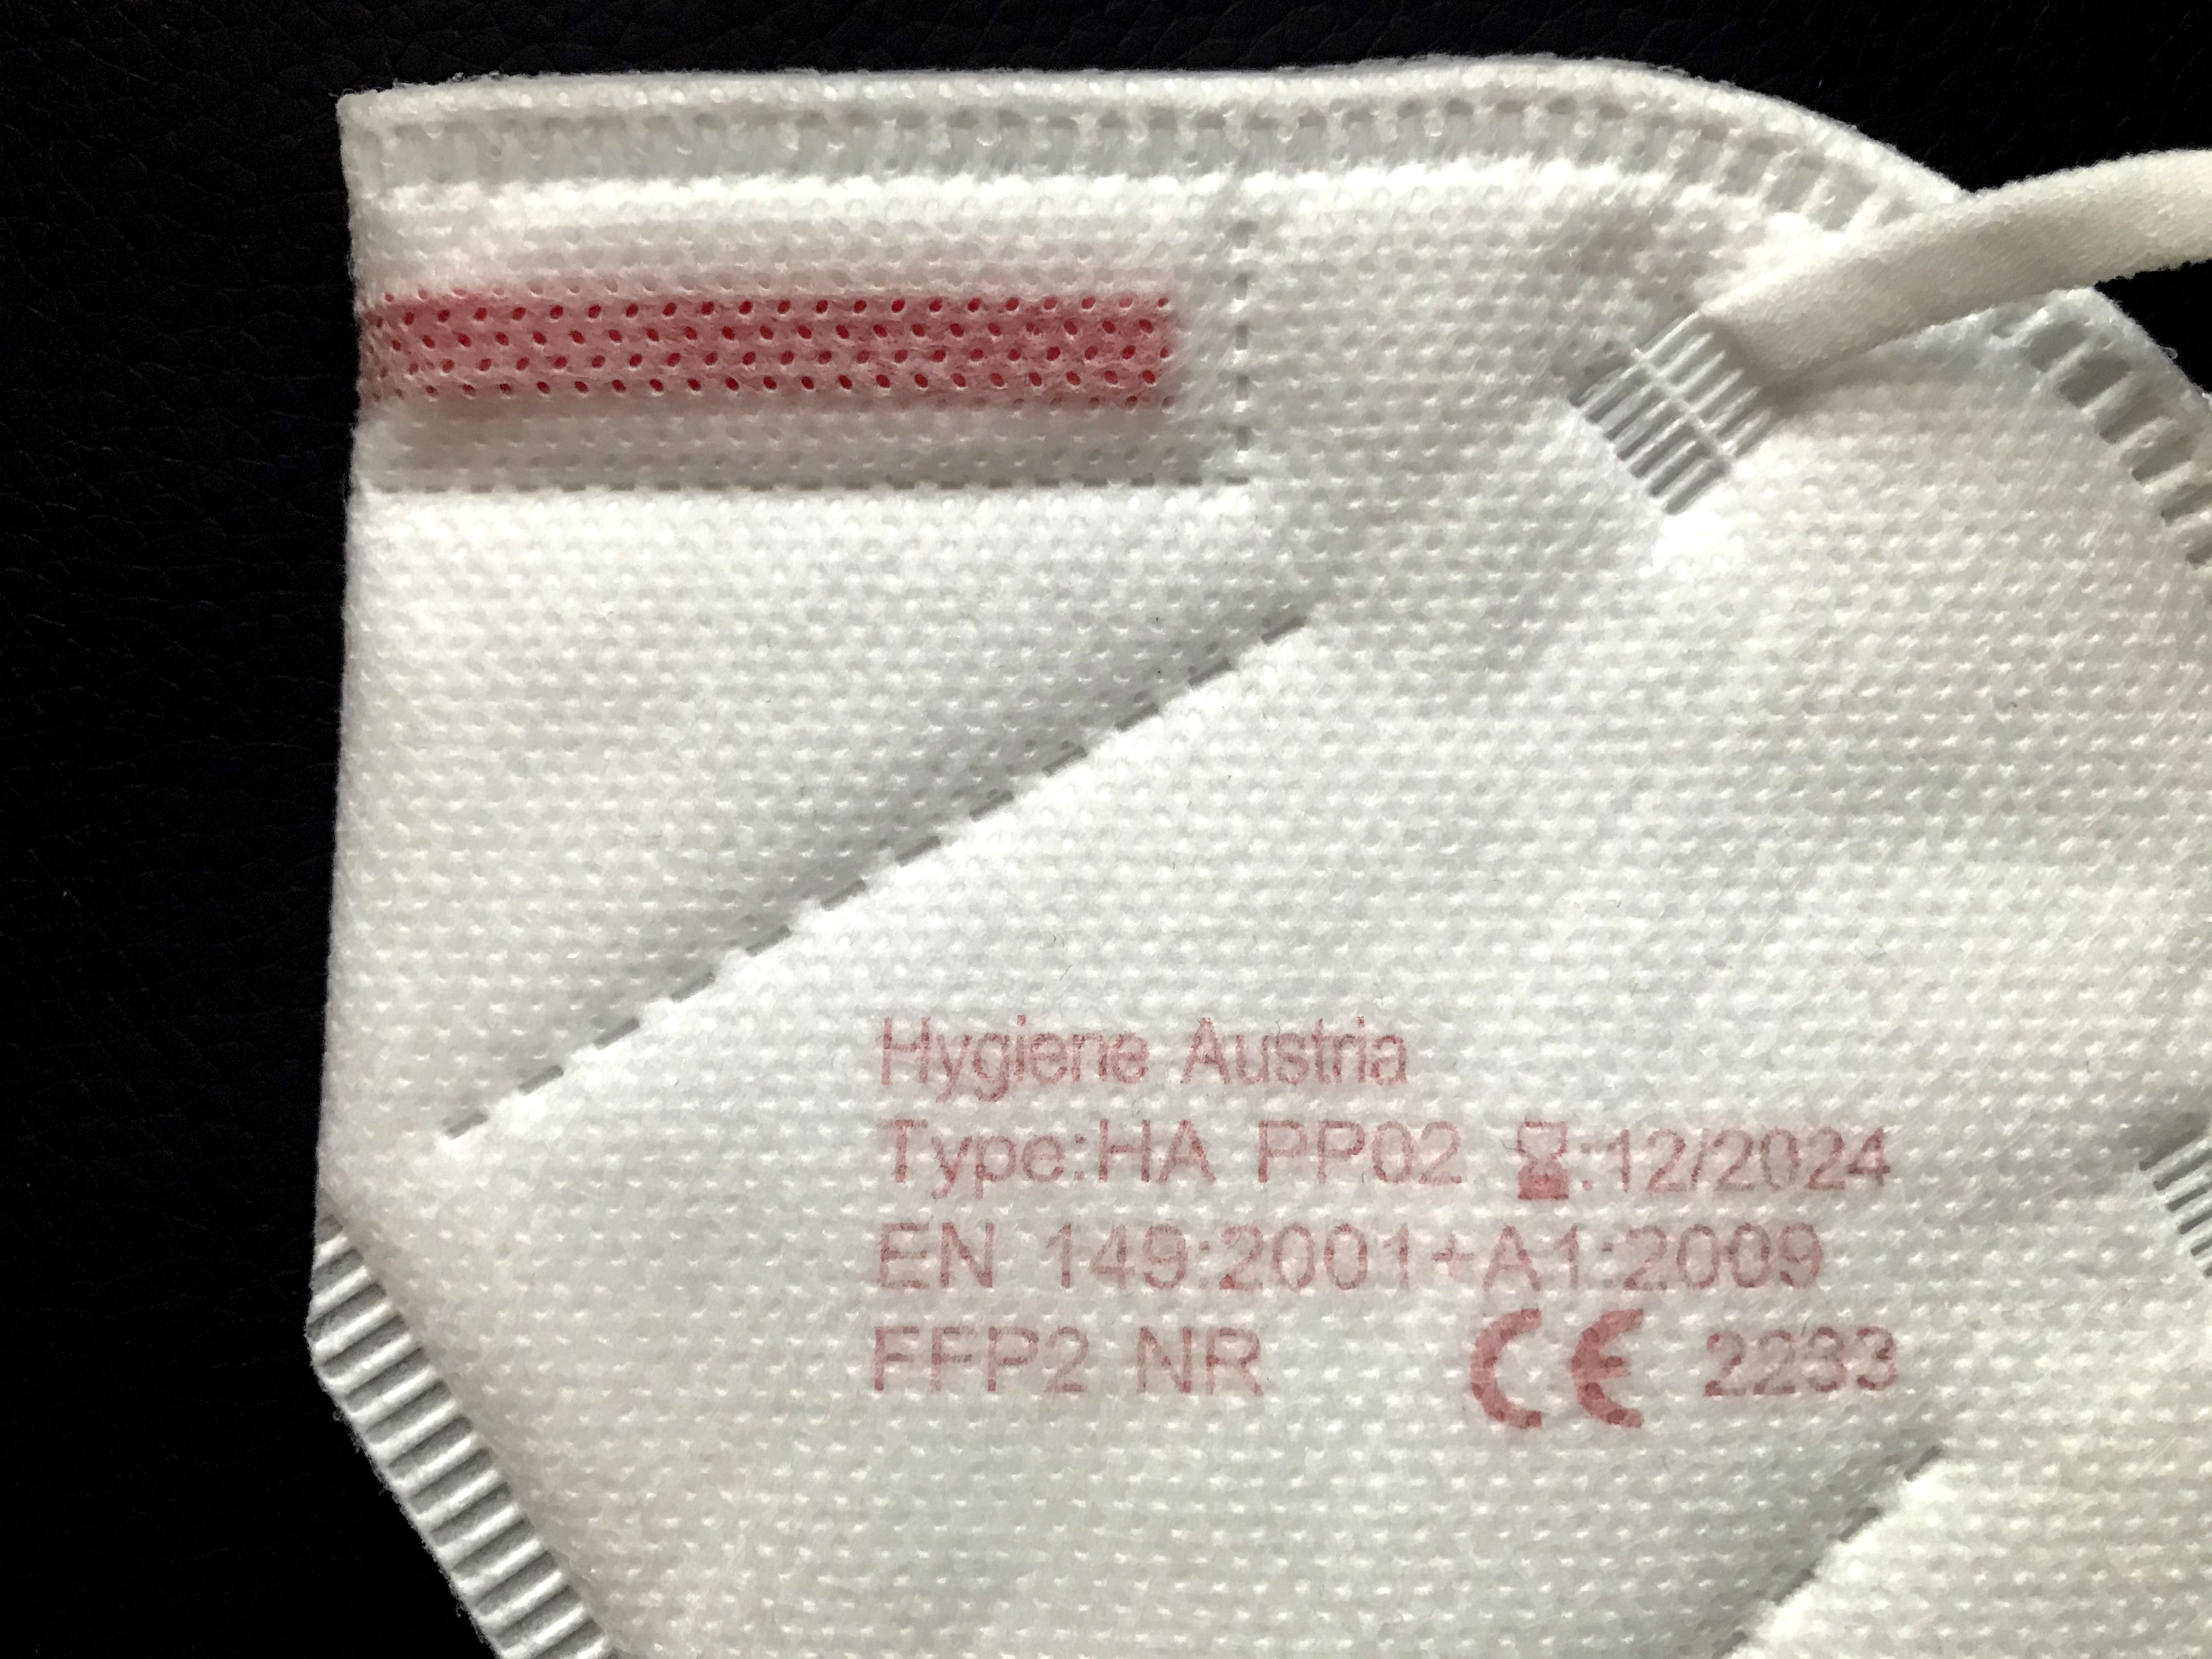 Hygiene Austria
Type:HA PP02 ⌛:12/2024
EN 149:2001+A1:2009
FFP2 NR CE 2233